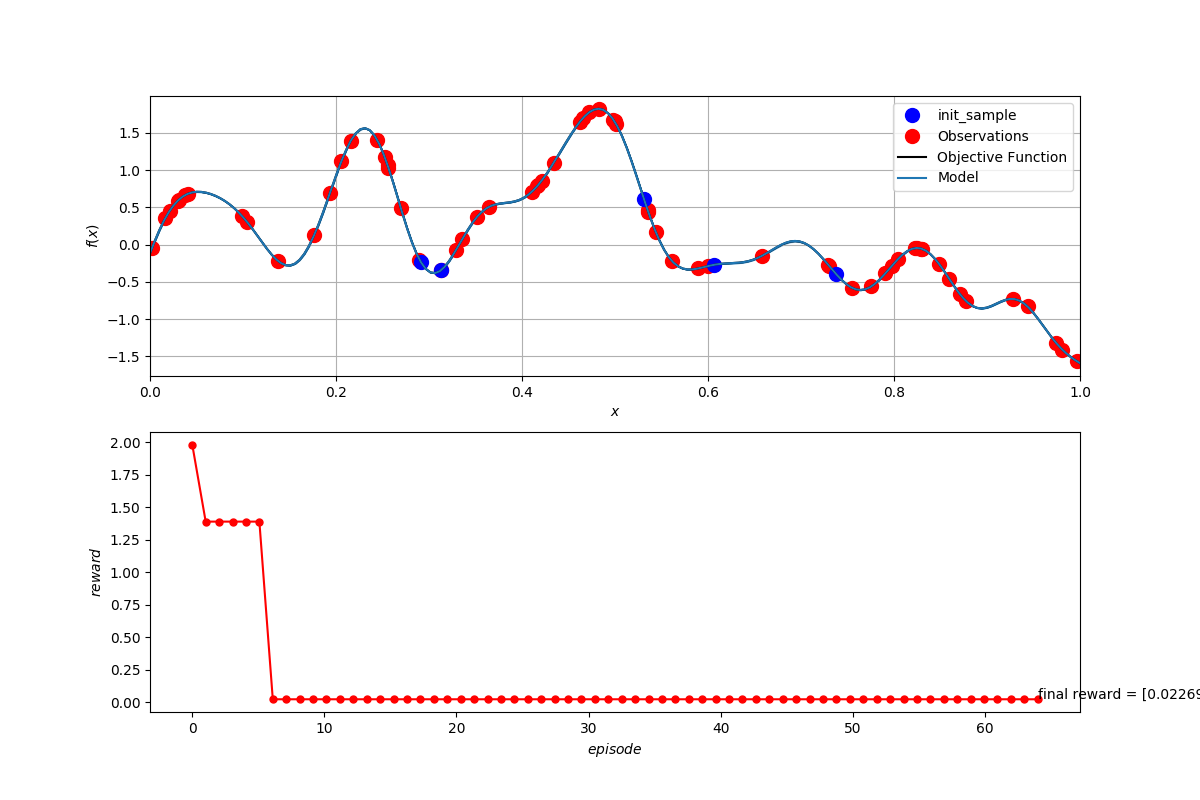 f(x)
1.5
1.0
0.5
0.0
−0.5
−1.0
−1.5
init_sample
Observations
Objective Function
Model
0.0 0.2 0.4 0.6 0.8 1.0
x
reward
2.00
1.75
1.50
1.25
1.00
0.75
0.50
0.25
0.00
final reward = [0.02269
0 10 20 30 40 50 60
episode